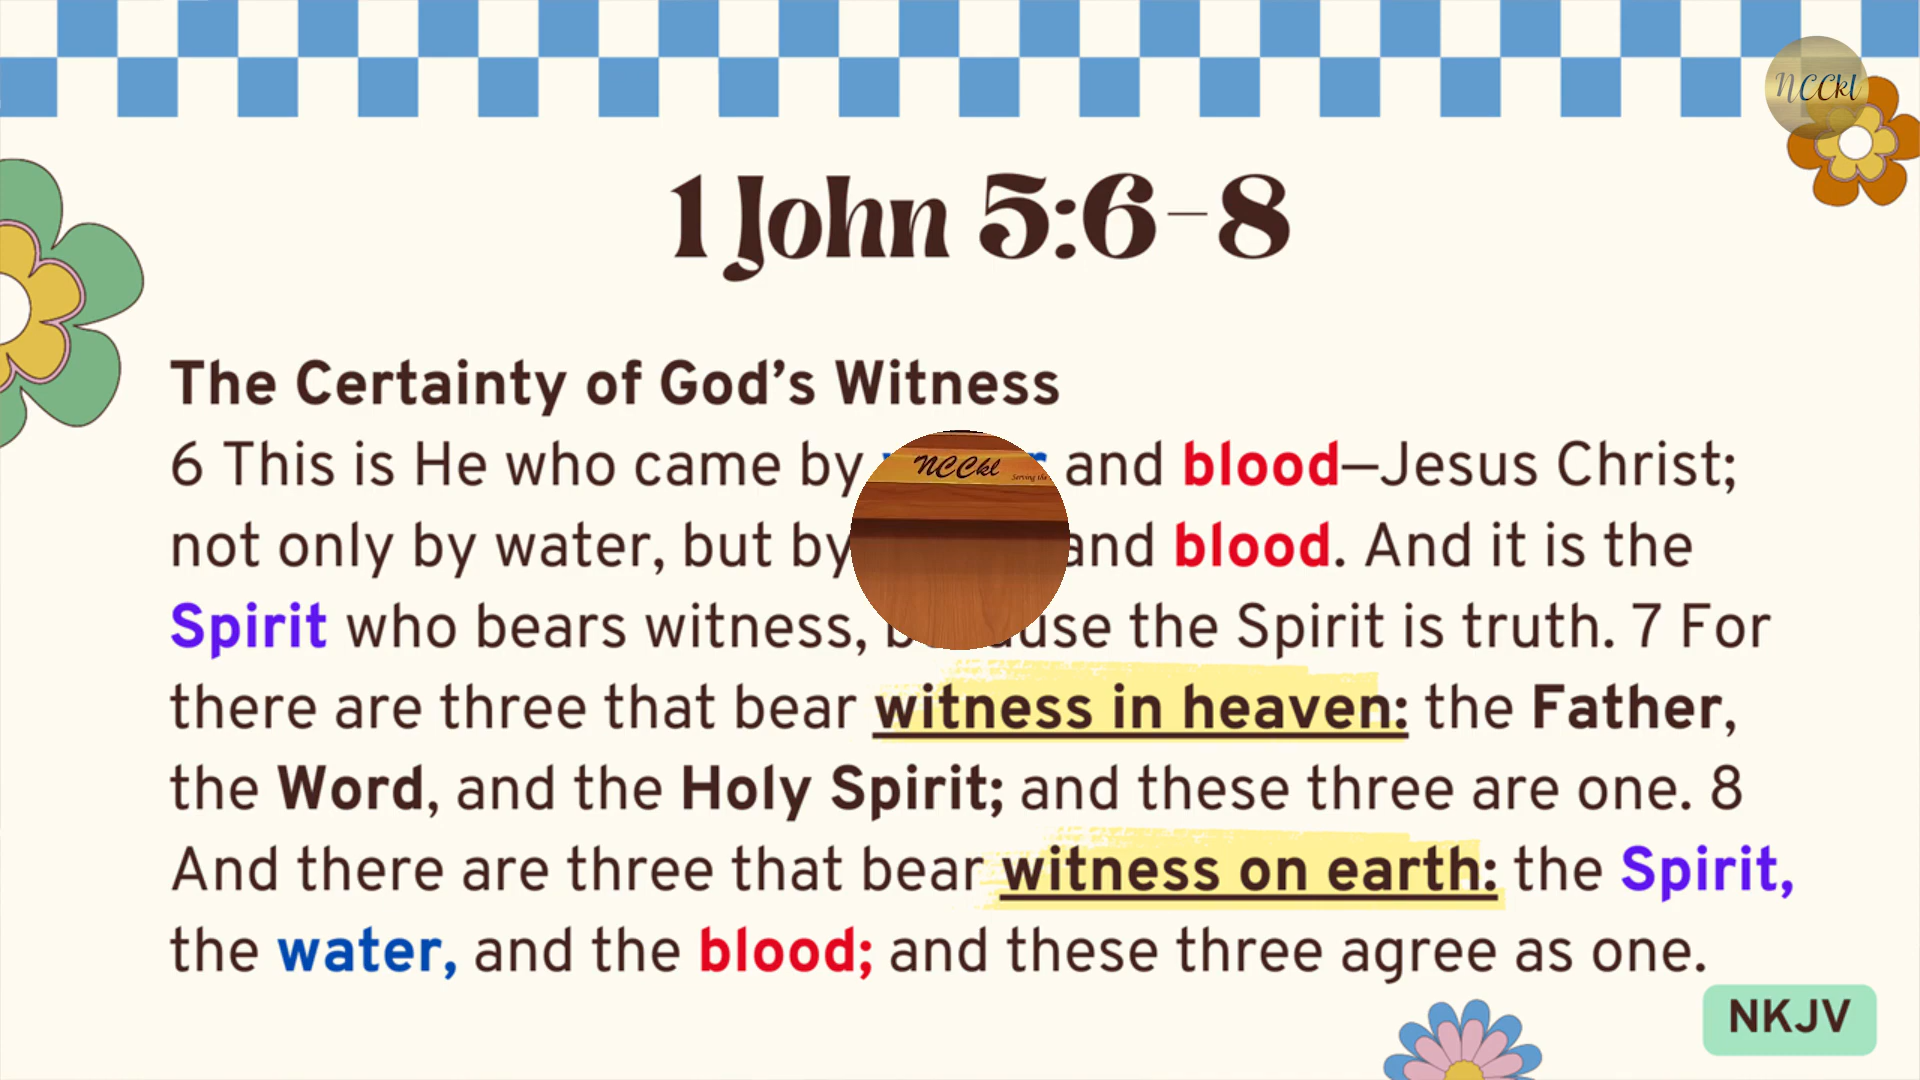 NCCkl
1 John 5:6-8
The Certainty of God's Witness
6 This is He who came by and blood—Jesus Christ;
NCCkl
Serving
not only by water, but by and blood. And it is the
Spirit who bears witness, the Spirit is truth. 7 For
there are three that bear witness in heaven: the Father,
the Word, and the Holy Spirit; and these three are one. 8
And there are three that bear witness on earth: the Spirit,
the water, and the blood; and these three agree as one.
NKJV